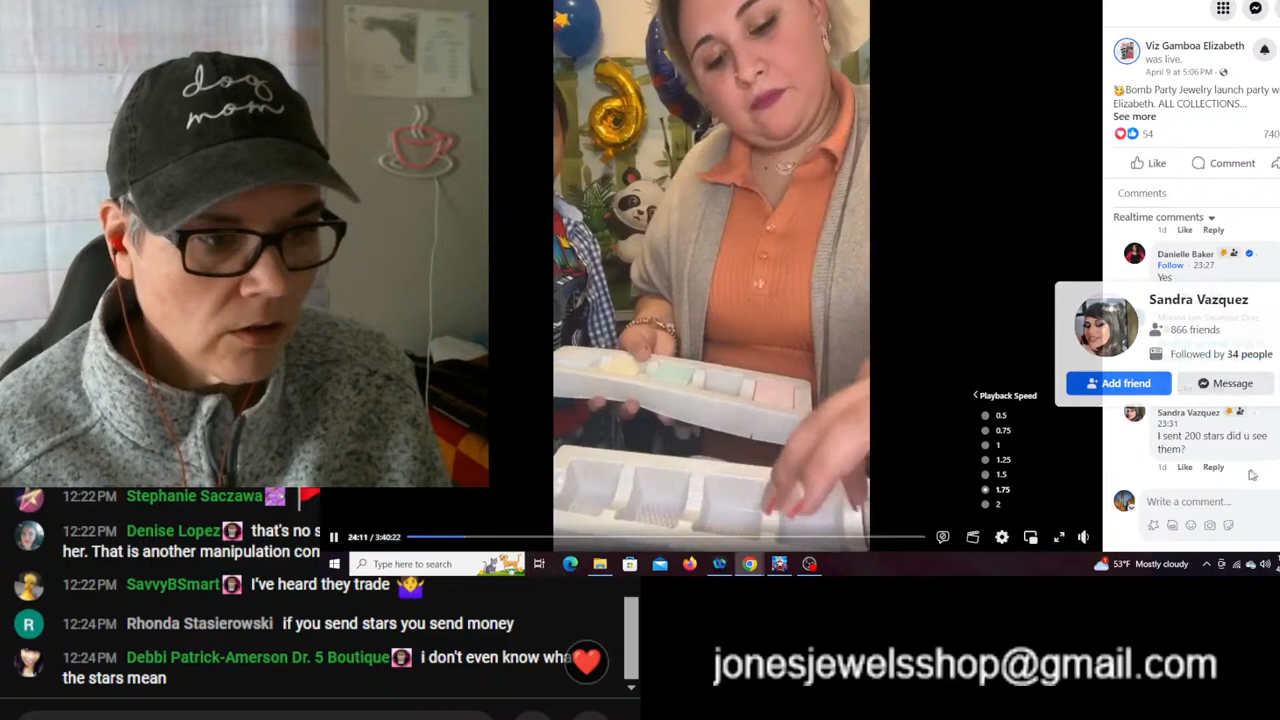 dog
mom
6
Viz Gamboa Elizabeth
was live.
April 9 at 5:06 PM ·
🥰Bomb Party Jewelry launch party w
Elizabeth. ALL COLLECTIONS...
See more
54
740
Like
Comment
Comments
Realtime comments
1d Like Reply
Danielle Baker
Follow · 23:27
Yes
Sandra Vazquez
866 friends
Followed by 34 people
Add friend
Message
Sandra Vazquez
23:31
I sent 200 stars did u see
them?
1d Like Reply
Write a comment...
Playback Speed
0.5
0.75
1
1.25
1.5
1.75
2
24:11 / 3:40:22
Type here to search
53°F Mostly cloudy
12:22PM Stephanie Saczawa
12:22PM Denise Lopez that's no s
her. That is another manipulation con
12:22PM SavvyBSmart I've heard they trade 🤷‍♀️
R 12:24PM Rhonda Stasierowski if you send stars you send money
12:24PM Debbi Patrick-Amerson Dr. 5 Boutique i don't even know wha
the stars mean
jonesjewelsshop@gmail.com